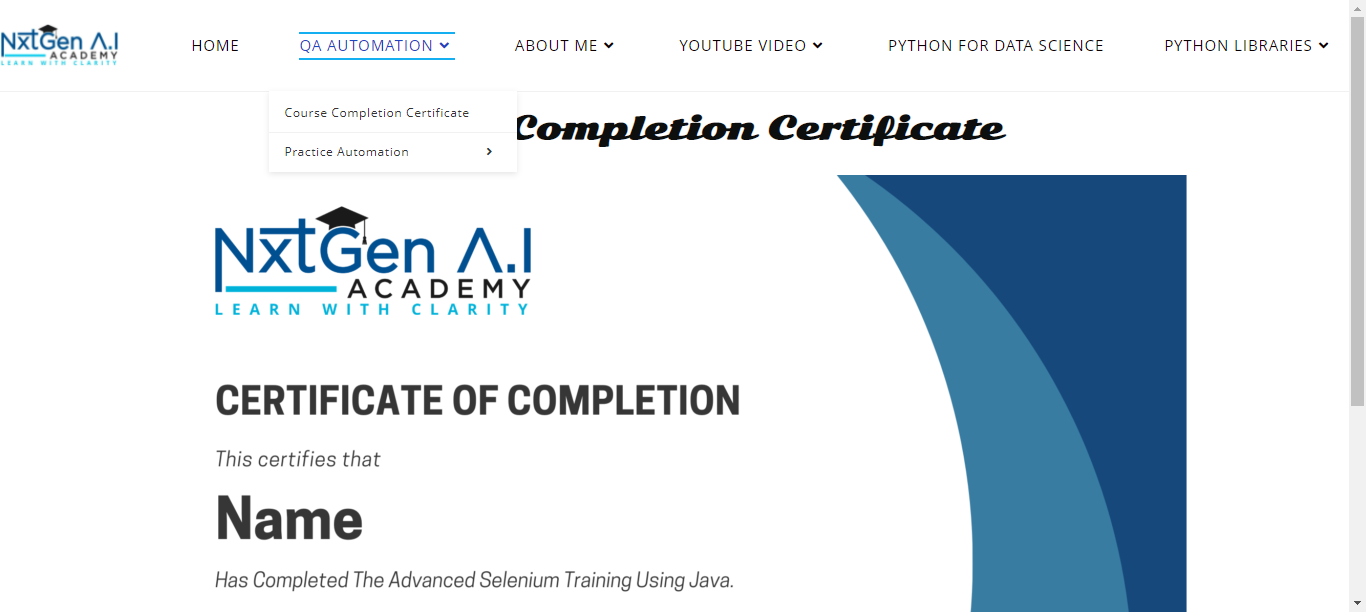 NxtGen A.I
ACADEMY
LEARN WITH CLARITY
HOME
QA AUTOMATION
ABOUT ME
YOUTUBE VIDEO
PYTHON FOR DATA SCIENCE
PYTHON LIBRARIES
Course Completion Certificate
Practice Automation
Completion Certificate
NxtGen A.I
ACADEMY
LEARN WITH CLARITY
CERTIFICATE OF COMPLETION
This certifies that
Name
Has Completed The Advanced Selenium Training Using Java.